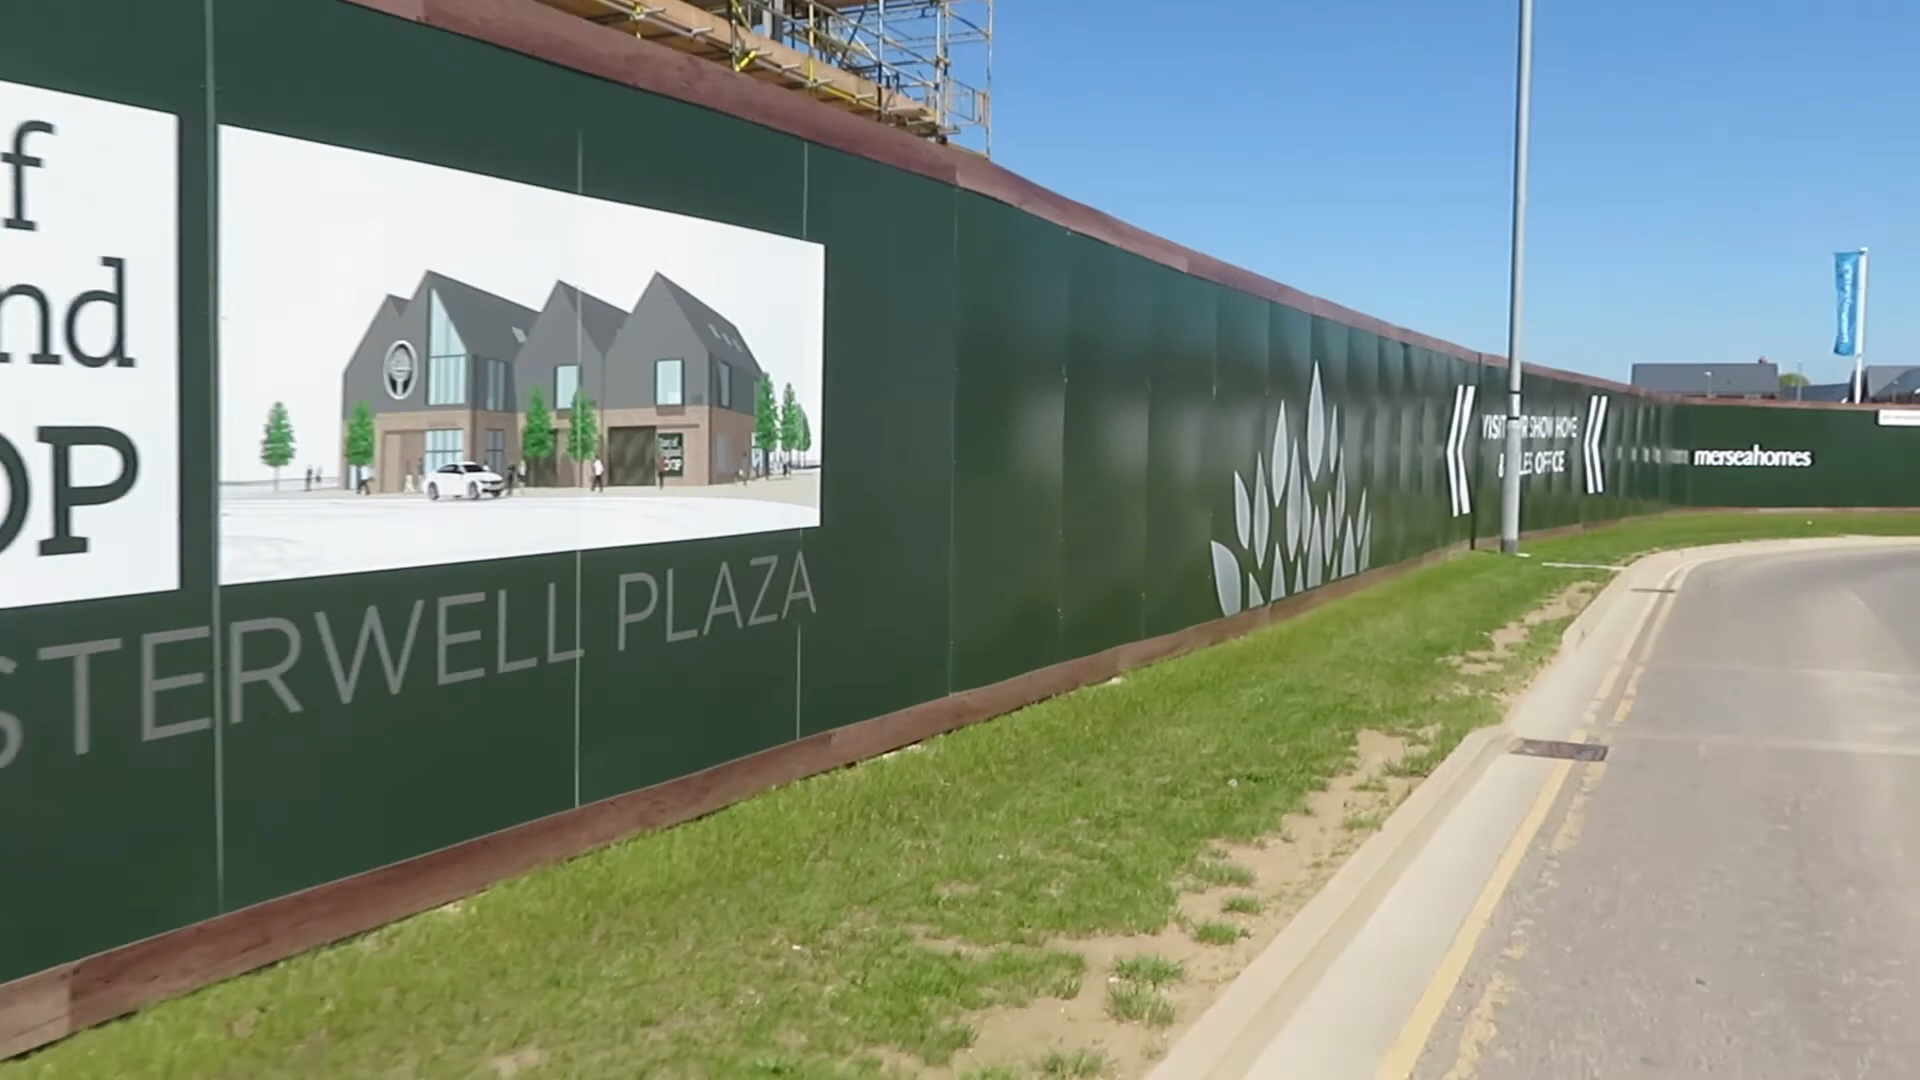 f
nd
OP
STERWELL PLAZA
VISIT OUR SHOW HOME
& SALES OFFICE
merseahomes